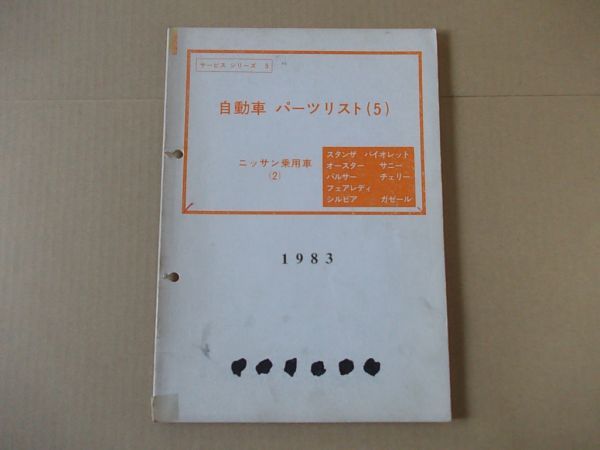 サービス シリーズ 5
自動車 パーツリスト(5)
ニッサン乗用車
(2)
スタンザ バイオレット
オースター サニー
パルサー チェリー
フェアレディ
シルビア ガゼール
1983